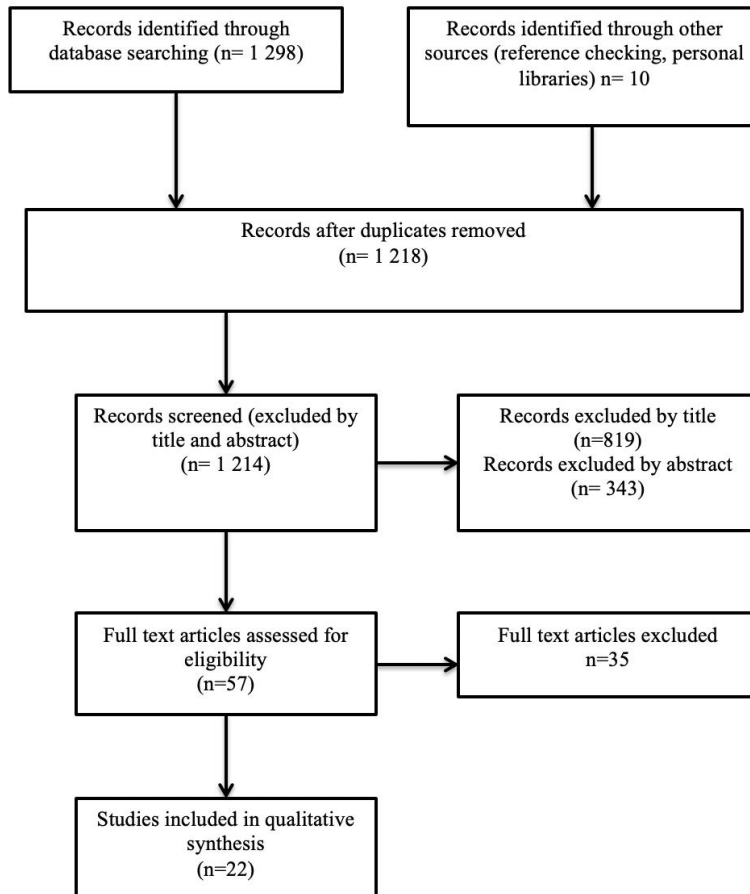 Records identified through
database searching (n= 1 298)
Records identified through other
sources (reference checking, personal
libraries) n= 10
Records after duplicates removed
(n= 1 218)
Records screened (excluded by
title and abstract)
(n= 1 214)
Records excluded by title
(n=819)
Records excluded by abstract
(n= 343)
Full text articles assessed for
eligibility
(n=57)
Full text articles excluded
n=35
Studies included in qualitative
synthesis
(n=22)